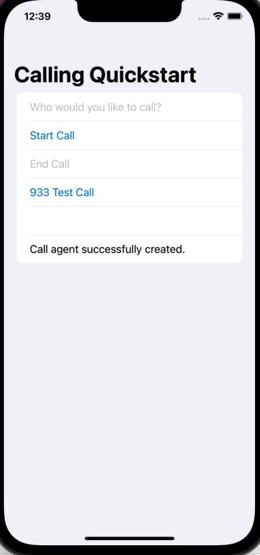 12:39
Calling Quickstart
Who would you like to call?
Start Call
End Call
933 Test Call
Call agent successfully created.